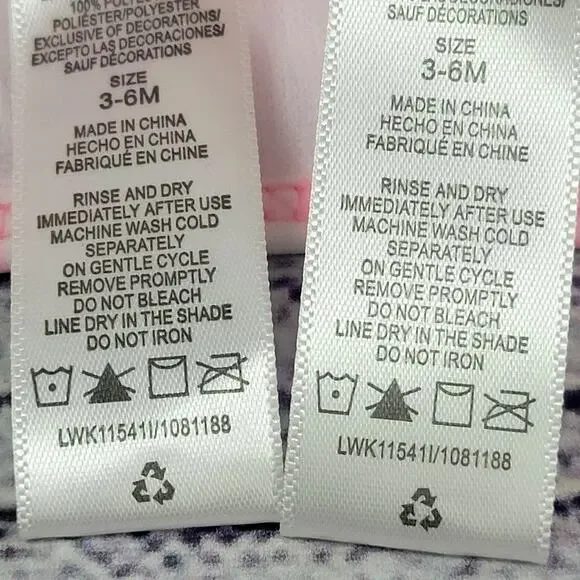 100% POLYES
POLIÉSTER/POLYESTER
EXCLUSIVE OF DECORATIONS/
EXCEPTO LAS DECORACIONES/
SAUF DÉCORATIONS
SIZE
3-6M
MADE IN CHINA
HECHO EN CHINA
FABRIQUÉ EN CHINE
RINSE AND DRY
IMMEDIATELY AFTER USE
MACHINE WASH COLD
SEPARATELY
ON GENTLE CYCLE
REMOVE PROMPTLY
DO NOT BLEACH
LINE DRY IN THE SHADE
DO NOT IRON
LWK11541I/1081188
SAUF DÉCORATIONS
SIZE
3-6M
MADE IN CHINA
HECHO EN CHINA
FABRIQUÉ EN CHINE
RINSE AND DRY
IMMEDIATELY AFTER USE
MACHINE WASH COLD
SEPARATELY
ON GENTLE CYCLE
REMOVE PROMPTLY
DO NOT BLEACH
LINE DRY IN THE SHADE
DO NOT IRON
LWK11541I/1081188